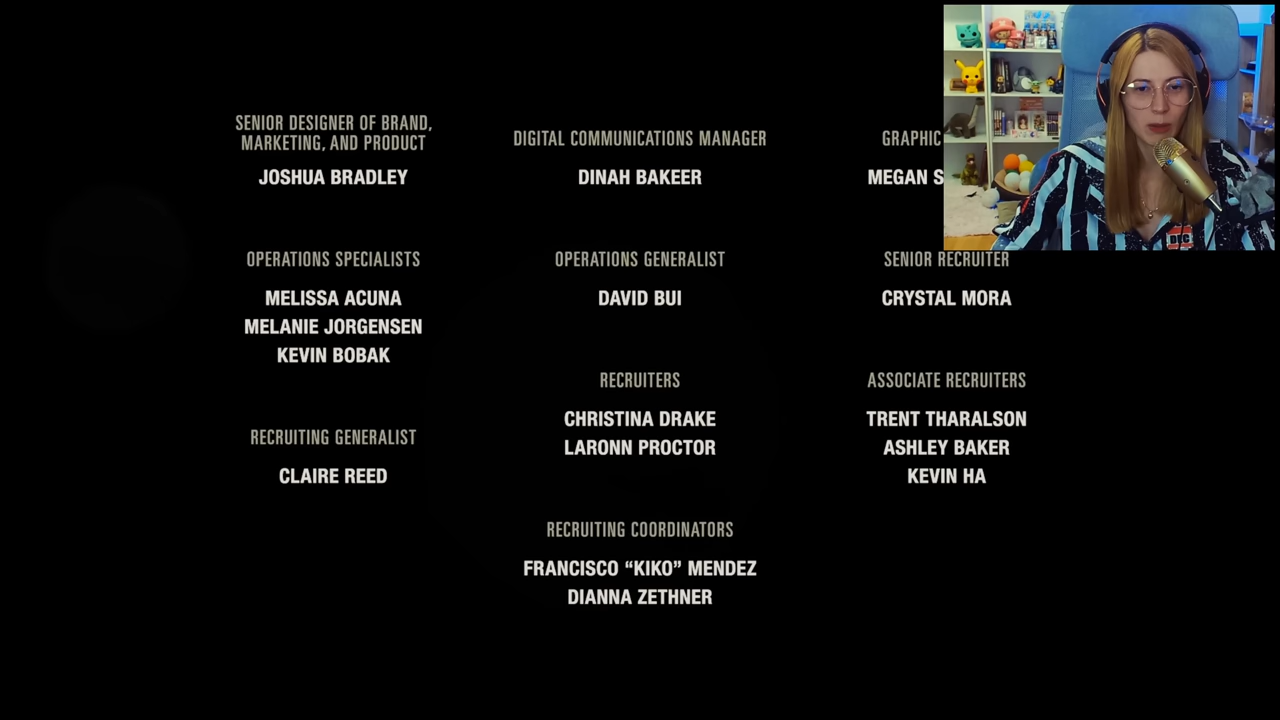 SENIOR DESIGNER OF BRAND,
MARKETING, AND PRODUCT
JOSHUA BRADLEY
DIGITAL COMMUNICATIONS MANAGER
DINAH BAKEER
GRAPHIC
MEGAN S
OPERATIONS SPECIALISTS
MELISSA ACUNA
MELANIE JORGENSEN
KEVIN BOBAK
OPERATIONS GENERALIST
DAVID BUI
SENIOR RECRUITER
CRYSTAL MORA
RECRUITING GENERALIST
CLAIRE REED
RECRUITERS
CHRISTINA DRAKE
LARONN PROCTOR
ASSOCIATE RECRUITERS
TRENT THARALSON
ASHLEY BAKER
KEVIN HA
RECRUITING COORDINATORS
FRANCISCO “KIKO” MENDEZ
DIANNA ZETHNER